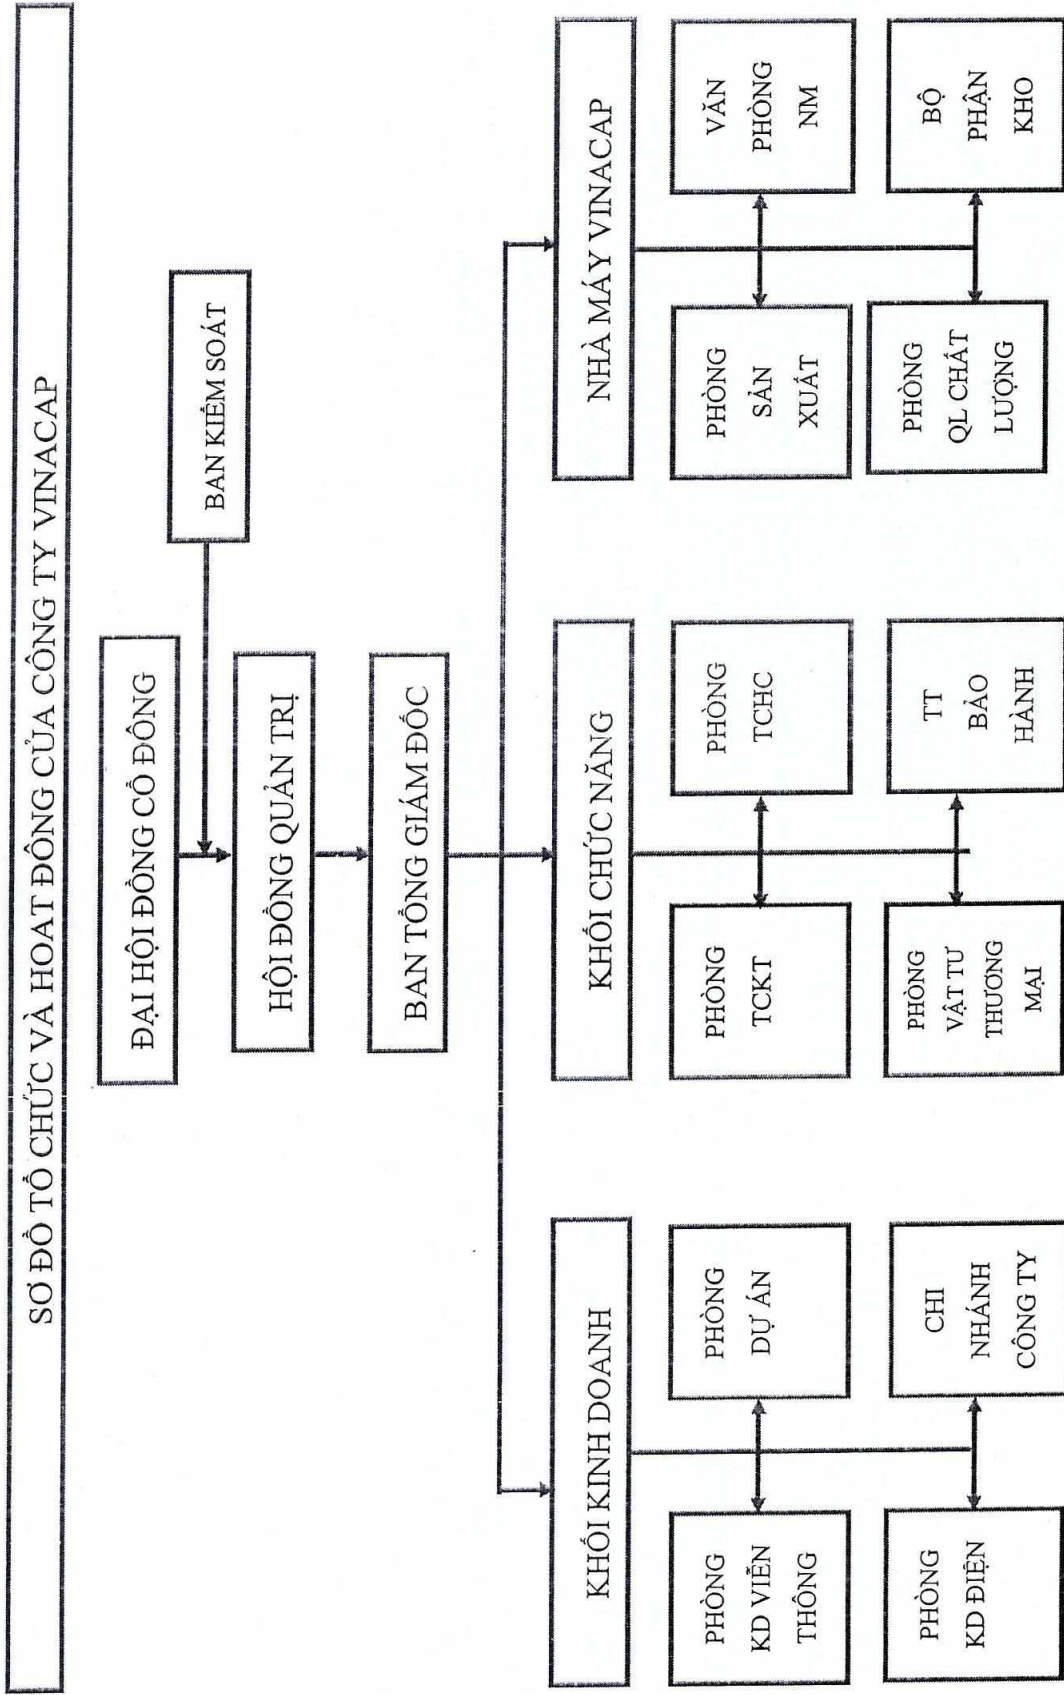 SƠ ĐỒ TỔ CHỨC VÀ HOẠT ĐỘNG CỦA CÔNG TY VINACAP
ĐẠI HỘI ĐỒNG CỔ ĐÔNG
BAN KIỂM SOÁT
HỘI ĐỒNG QUẢN TRỊ
BAN TỔNG GIÁM ĐỐC
KHỐI KINH DOANH
KHỐI CHỨC NĂNG
NHÀ MÁY VINACAP
PHÒNG
KD VIỄN
THÔNG
PHÒNG
DỰ ÁN
PHÒNG
TCKT
PHÒNG
TCHC
PHÒNG
SẢN
XUẤT
VĂN
PHÒNG
NM
PHÒNG
KD ĐIỆN
CHI
NHÁNH
CÔNG TY
PHÒNG
VẬT TƯ
THƯƠNG
MẠI
TT
BẢO
HÀNH
PHÒNG
QL CHẤT
LƯỢNG
BỘ
PHẬN
KHO